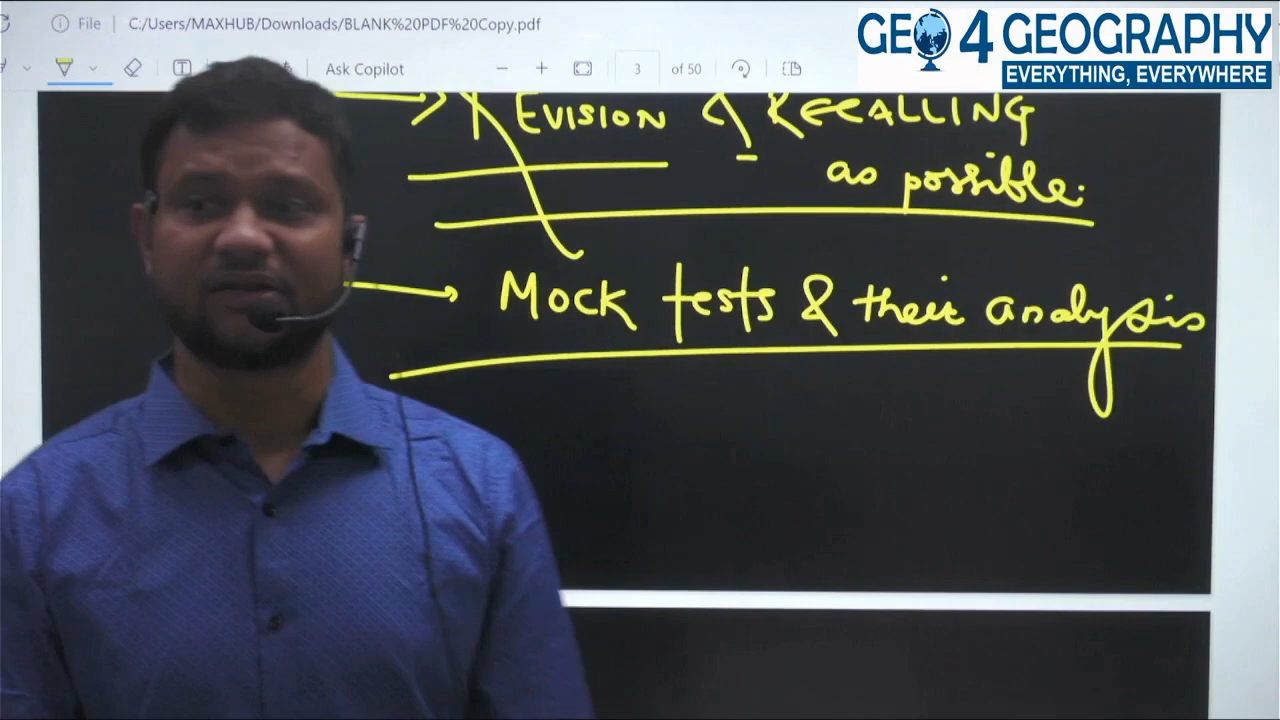 File C:/Users/MAXHUB/Downloads/BLANK%20PDF%20Copy.pdf
GEO 4 GEOGRAPHY
EVERYTHING, EVERYWHERE
Ask Copilot 3 of 50
REVISION & RECALLING
as possible.
Mock tests & their analysis